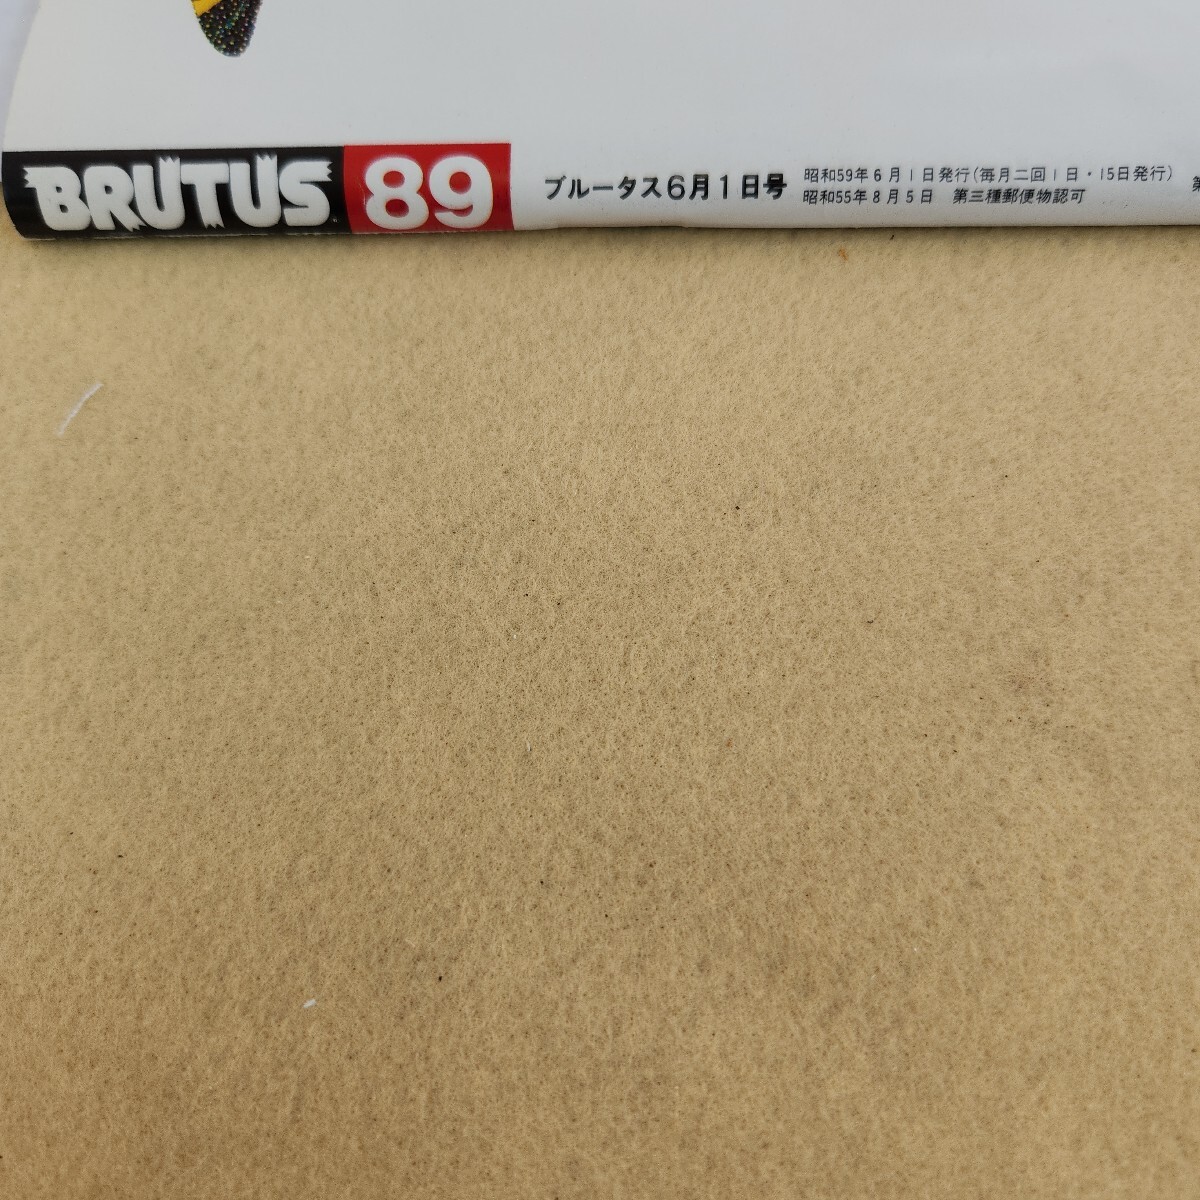 BRUTUS 89 ブルータス6月1日号
昭和59年6月1日発行(毎月二回1日・15日発行)
昭和55年8月5日 第三種郵便物認可